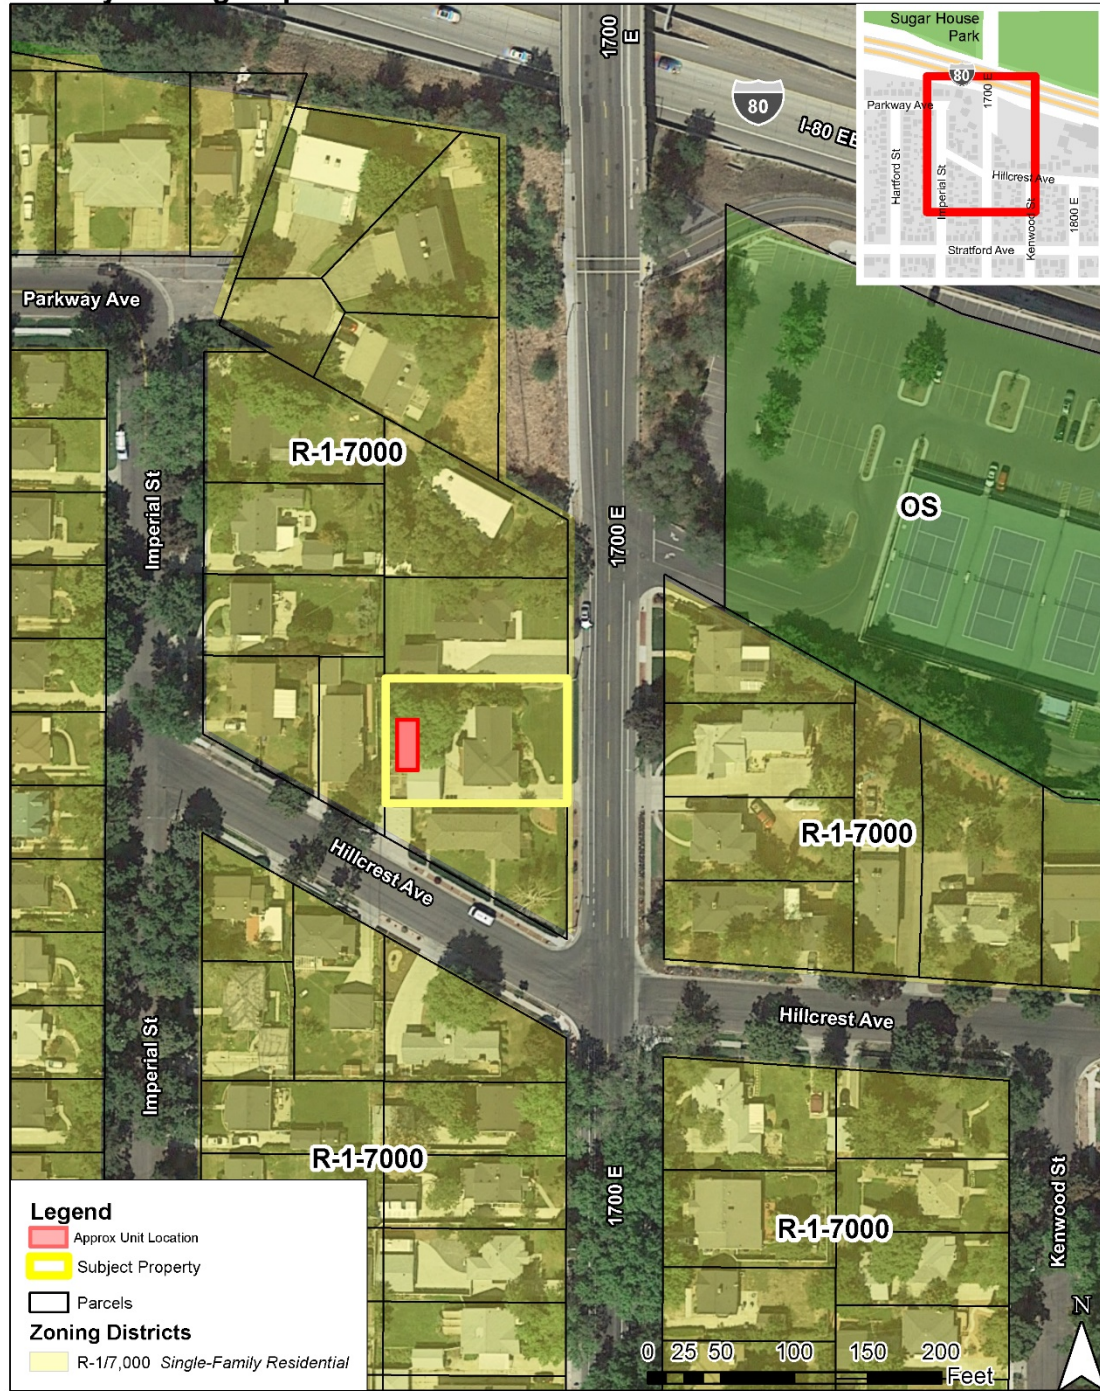 1700
E
80
I-80 EB
Sugar House
Park
80
1700 E
Parkway Ave
Hartford St
Imperial St
Hillcrest Ave
Kenwood St
1800 E
Stratford Ave
Parkway Ave
R-1-7000
Imperial St
1700 E
OS
R-1-7000
Hillcrest Ave
Hillcrest Ave
Imperial St
R-1-7000
1700 E
R-1-7000
Kenwood St
Legend
Approx Unit Location
Subject Property
Parcels
Zoning Districts
R-1/7,000 Single-Family Residential
0 25 50 100 150 200
Feet
N